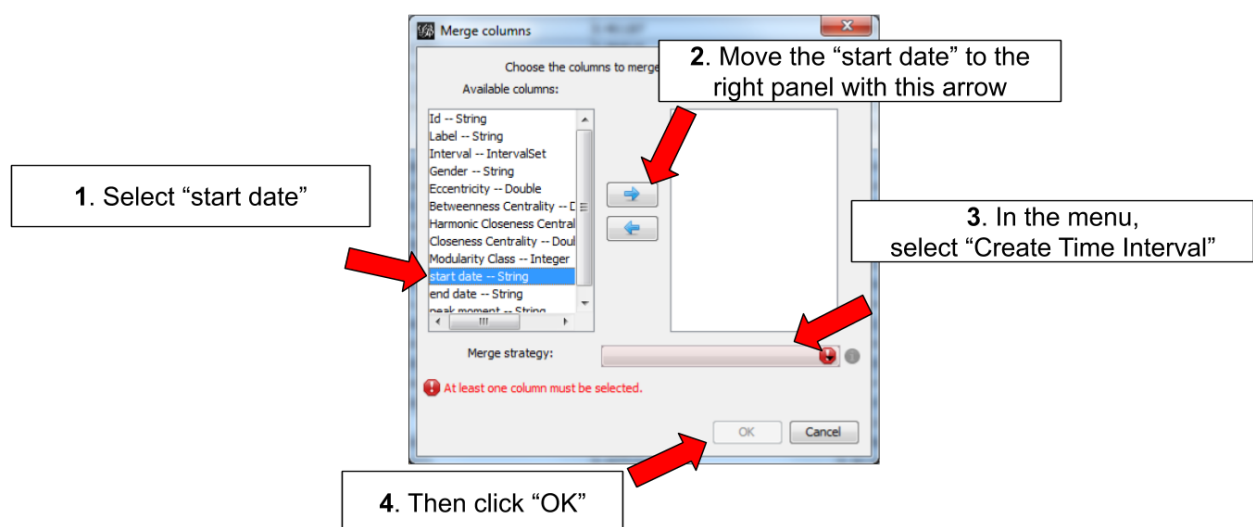 Merge columns
2. Move the “start date” to the
right panel with this arrow
Choose the columns to merge
Available columns:
Id -- String
Label -- String
Interval -- IntervalSet
Gender -- String
Eccentricity -- Double
Betweenness Centrality -- D
Harmonic Closeness Central
Closeness Centrality -- Doul
Modularity Class -- Integer
start date -- String
end date -- String
peak moment -- String
1. Select “start date”
3. In the menu,
select “Create Time Interval”
Merge strategy:
At least one column must be selected.
OK
Cancel
4. Then click “OK”